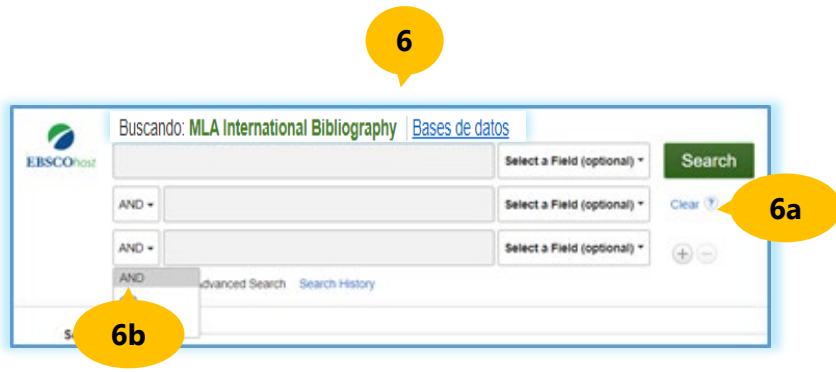 6
Buscando: MLA International Bibliography Bases de datos
EBSCOhost
Select a Field (optional)
Search
AND
Select a Field (optional)
Clear ?
6a
AND
Select a Field (optional)
AND
Advanced Search Search History
6b